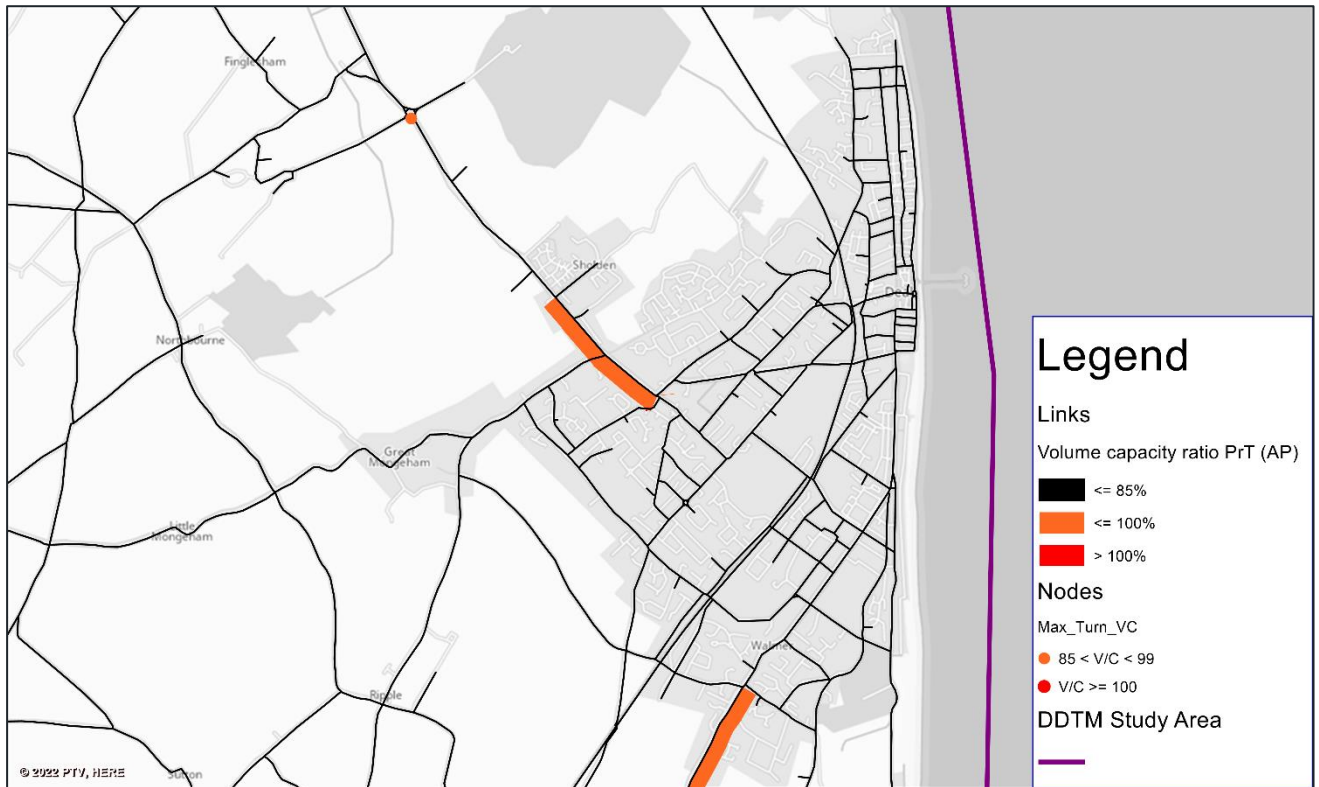 Finglesham
Sholden
Northbourne
Great
Mongeham
Little
Mongeham
Walmer
Ripple
Sutton
© 2022 PTV, HERE
Legend
Links
Volume capacity ratio PrT (AP)
<= 85%
<= 100%
> 100%
Nodes
Max_Turn_VC
85 < V/C < 99
V/C >= 100
DDTM Study Area